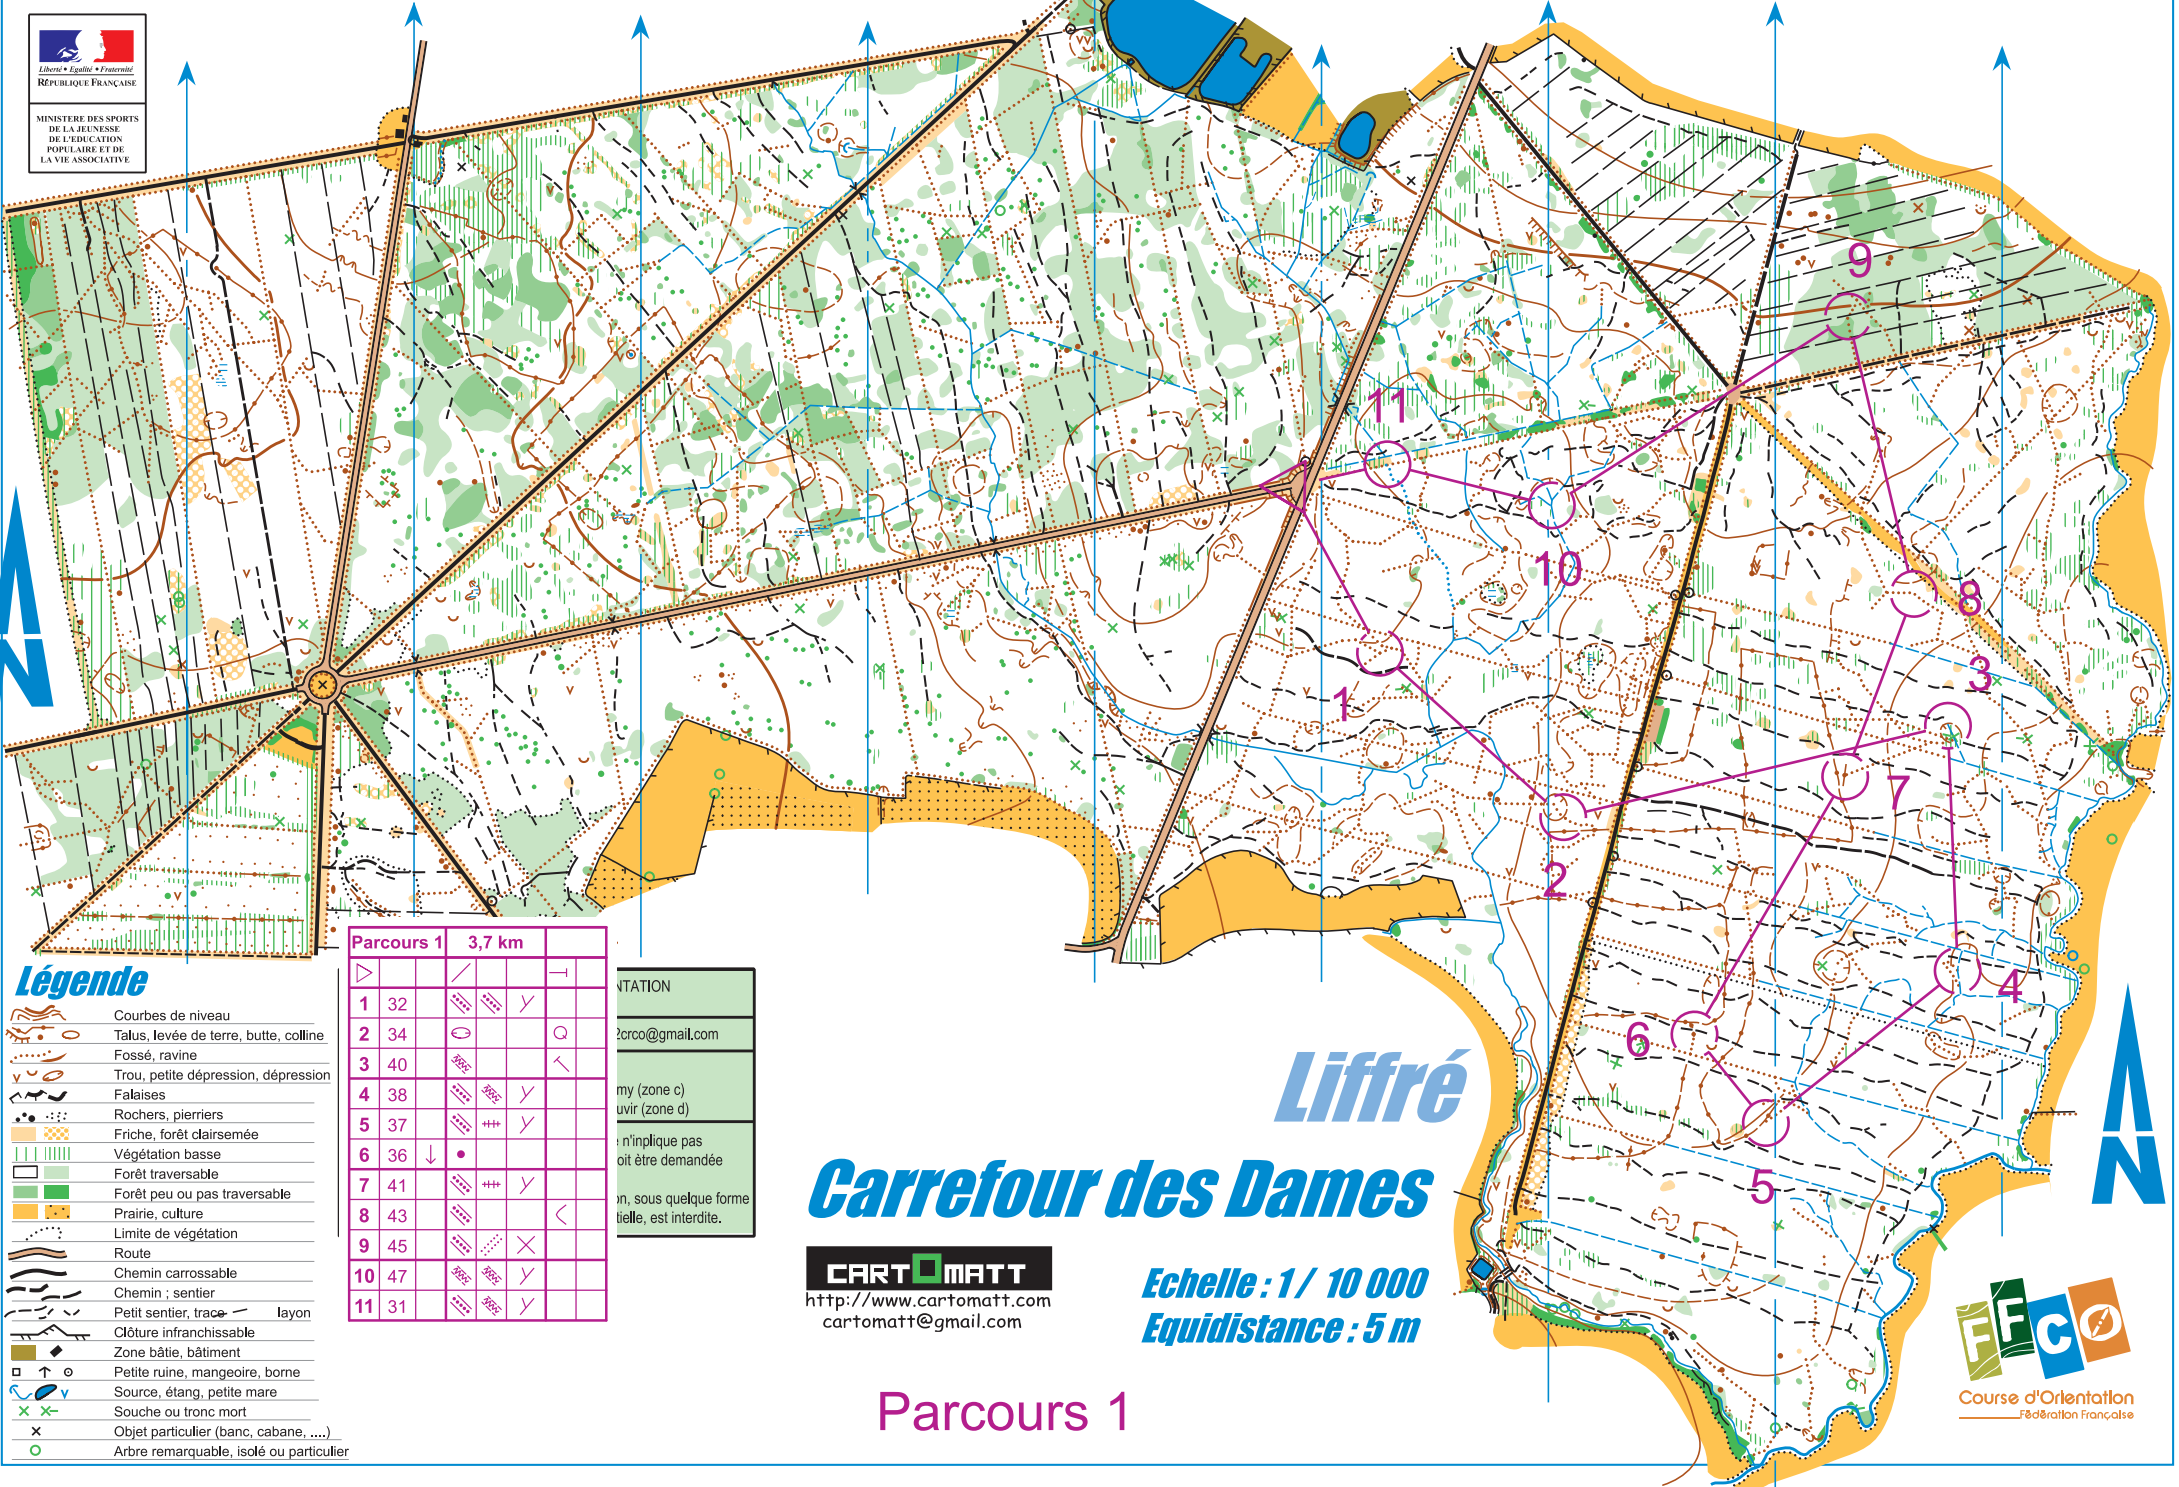 Liberté • Egalité • Fraternité
RÉPUBLIQUE FRANÇAISE
MINISTERE DES SPORTS
DE LA JEUNESSE
DE L'EDUCATION
POPULAIRE ET DE
LA VIE ASSOCIATIVE
9
11
10
8
3
1
7
2
4
6
5
N
N
Légende
Courbes de niveau
Talus, levée de terre, butte, colline
Fossé, ravine
Trou, petite dépression, dépression
Falaises
Rochers, pierriers
Friche, forêt clairsemée
Végétation basse
Forêt traversable
Forêt peu ou pas traversable
Prairie, culture
Limite de végétation
Route
Chemin carrossable
Chemin ; sentier
Petit sentier, trace layon
Clôture infranchissable
Zone bâtie, bâtiment
Petite ruine, mangeoire, borne
Source, étang, petite mare
Souche ou tronc mort
Objet particulier (banc, cabane, ....)
Arbre remarquable, isolé ou particulier
Parcours 1 3,7 km
1 32
2 34
3 40
4 38
5 37
6 36
7 41
8 43
9 45
10 47
11 31
NTATION
2crco@gmail.com
my (zone c)
uvir (zone d)
e n'inplique pas
oit ètre demandée
on, sous quelque forme
tielle, est interdite.
Liffré
Carrefour des Dames
CARTOMATT
http://www.cartomatt.com
cartomatt@gmail.com
Echelle : 1 / 10 000
Equidistance : 5 m
Parcours 1
FFCO
Course d'Orientation
Fédération Française